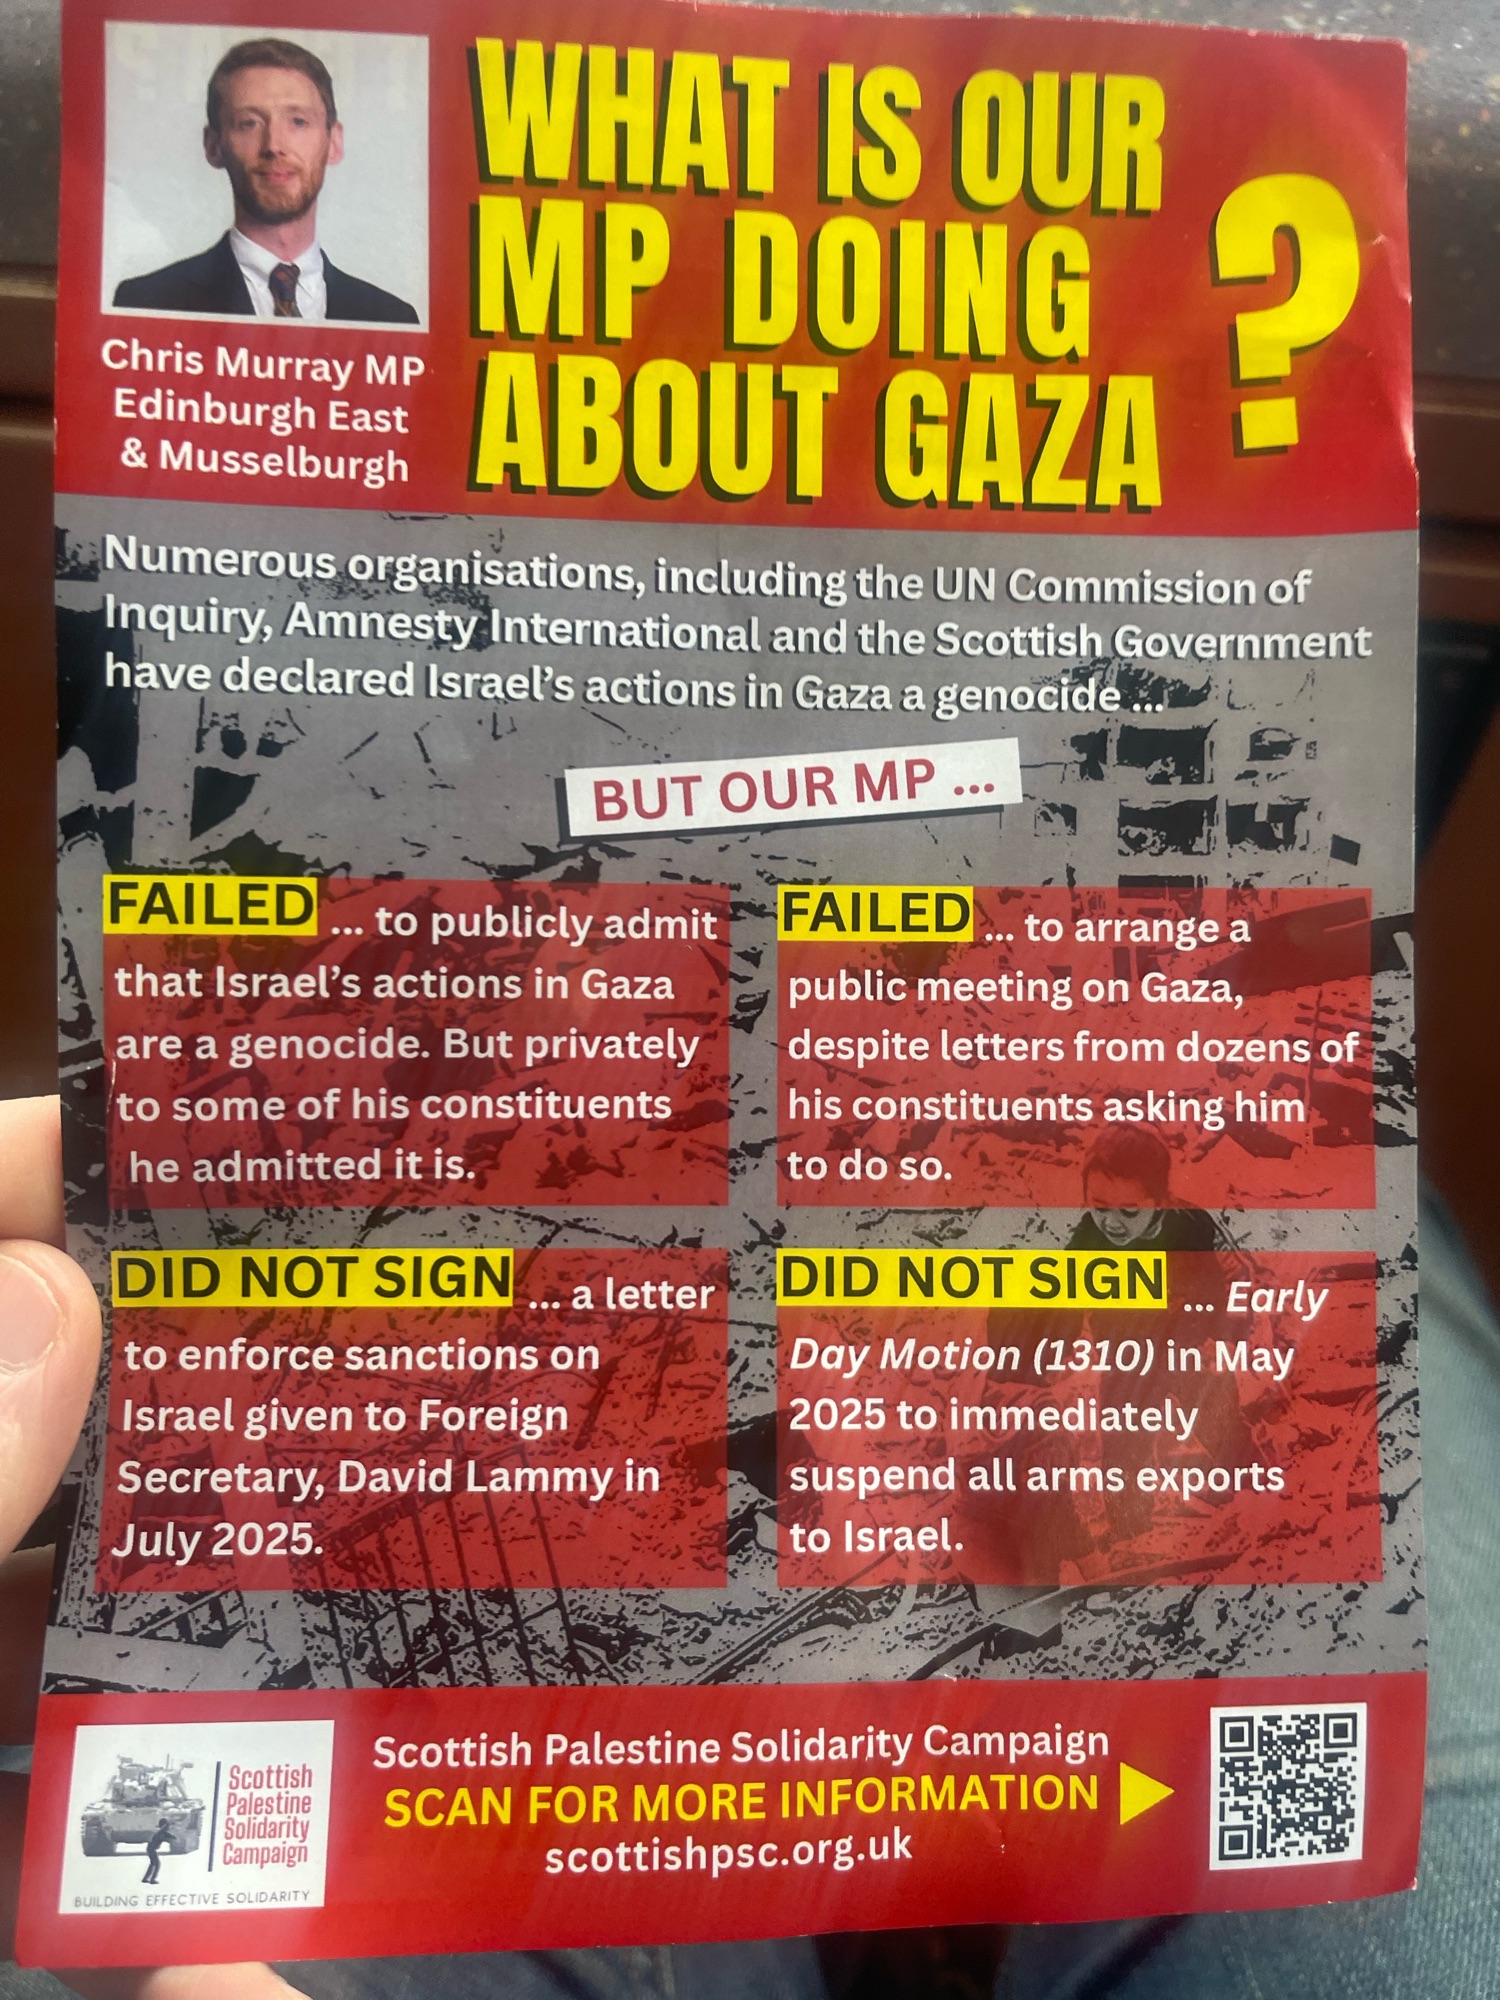 WHAT IS OUR
MP DOING
ABOUT GAZA
?
Chris Murray MP
Edinburgh East
& Musselburgh
Numerous organisations, including the UN Commission of
Inquiry, Amnesty International and the Scottish Government
have declared Israel's actions in Gaza a genocide ...
BUT OUR MP ...
FAILED ... to publicly admit
that Israel's actions in Gaza
are a genocide. But privately
to some of his constituents
he admitted it is.
FAILED ... to arrange a
public meeting on Gaza,
despite letters from dozens of
his constituents asking him
to do so.
DID NOT SIGN ... a letter
to enforce sanctions on
Israel given to Foreign
Secretary, David Lammy in
July 2025.
DID NOT SIGN ... Early
Day Motion (1310) in May
2025 to immediately
suspend all arms exports
to Israel.
Scottish
Palestine
Solidarity
Campaign
BUILDING EFFECTIVE SOLIDARITY
Scottish Palestine Solidarity Campaign
SCAN FOR MORE INFORMATION
scottishpsc.org.uk